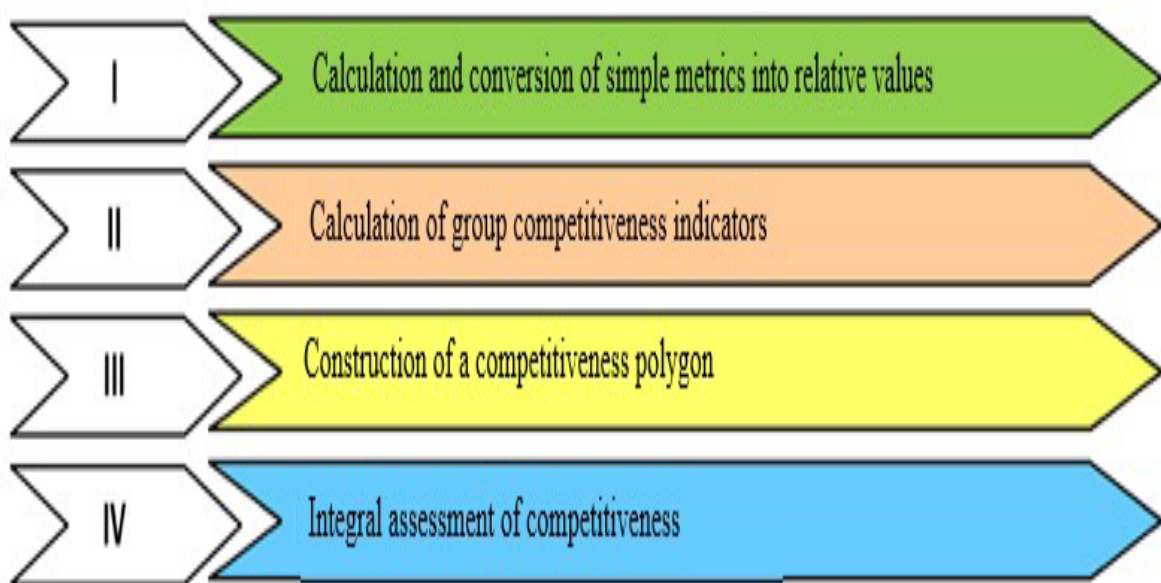 I
Calculation and conversion of simple metrics into relative values
II
Calculation of group competitiveness indicators
III
Construction of a competitiveness polygon
IV
Integral assessment of competitiveness